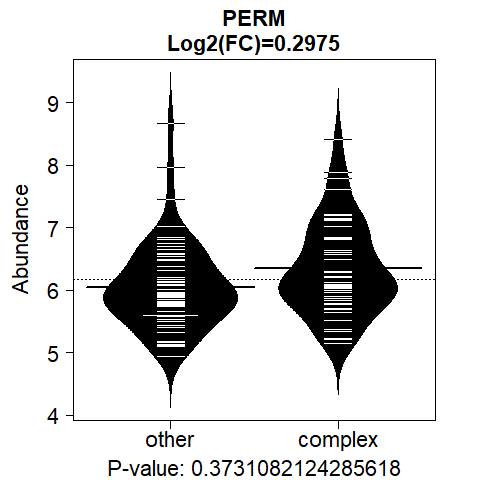 PERM
Log2(FC)=0.2975
Abundance
9
8
7
6
5
4
other complex
P-value: 0.3731082124285618